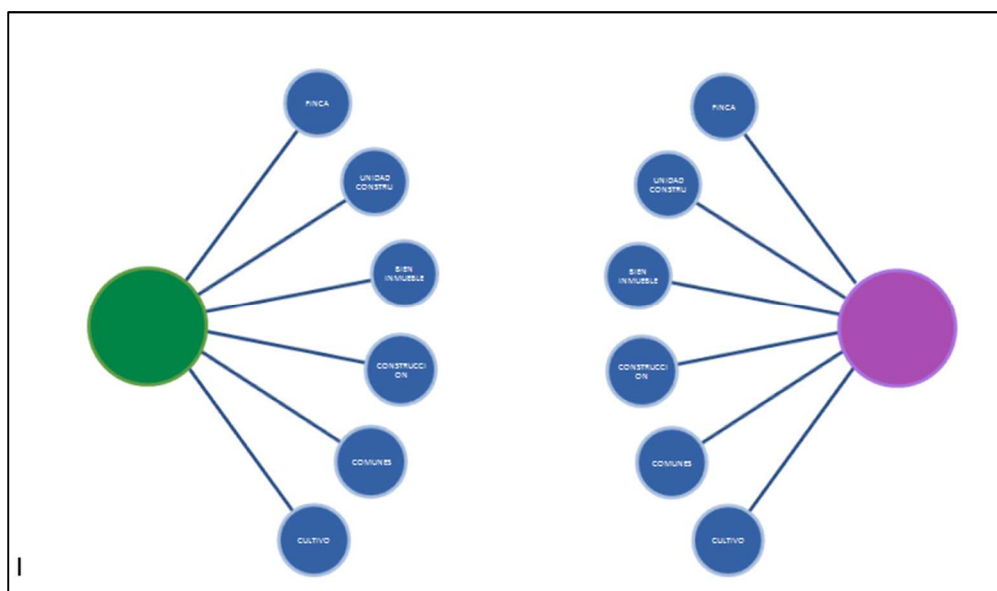 FINCA
UNIDAD
CONSTRU
BIEN
INMUEBLE
CONSTRUCCI
ON
COMUNES
CULTIVO
FINCA
UNIDAD
CONSTRU
BIEN
INMUEBLE
CONSTRUCCI
ON
COMUNES
CULTIVO